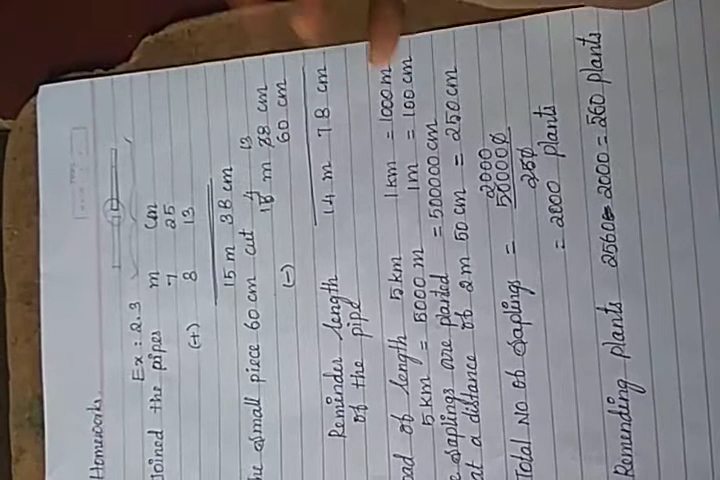 Homework.
Ex: 2.3
Joined the pipes m cm
7 25
(+) 8 13
15 m 38 cm
small piece 60 cm cut 15 m 38 cm
(-) 60 cm
14 m 78 cm
Remainder length
of the pipe
of length 5 km 1 km = 1000 m
5 km = 5000 m 1 m = 100 cm
saplings are planted = 500000 cm
at a distance of 2 m 50 cm = 250 cm
2000
Total No of sapling = 500000
250
= 2000 plants
Remending plants 2560 - 2000 = 560 plants